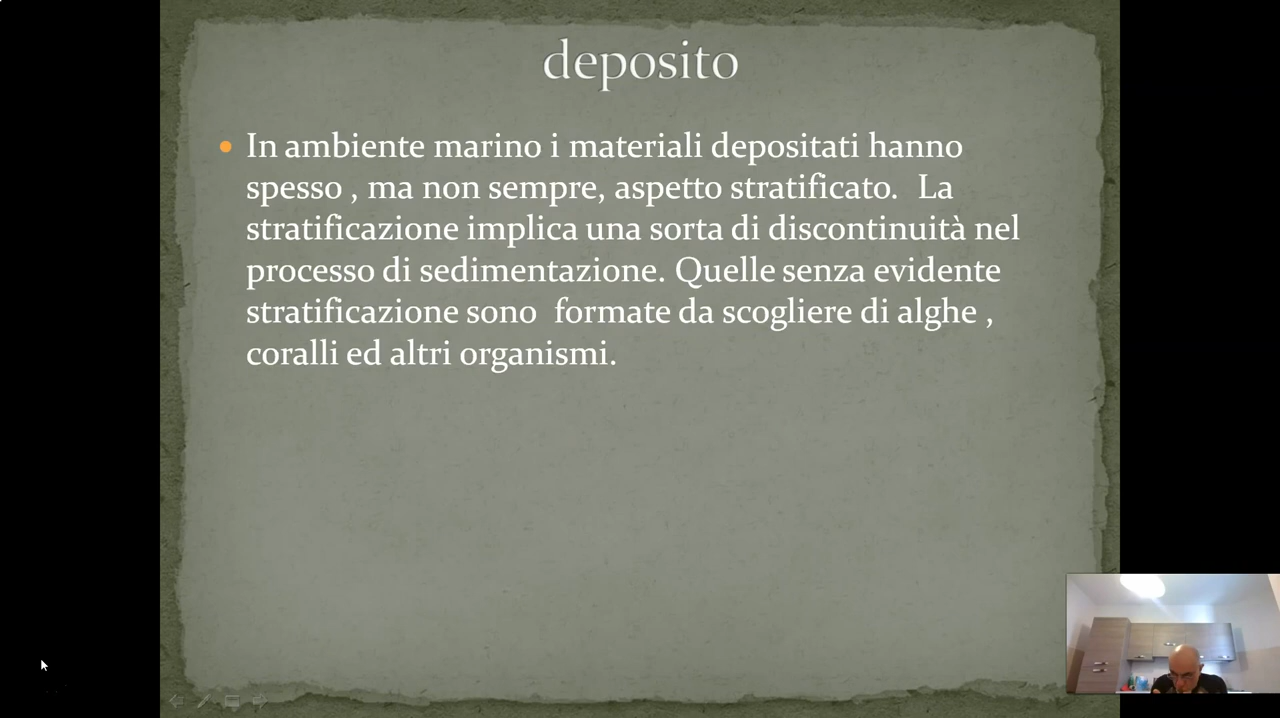 deposito
In ambiente marino i materiali depositati hanno
spesso , ma non sempre, aspetto stratificato.  La
stratificazione implica una sorta di discontinuità nel
processo di sedimentazione. Quelle senza evidente
stratificazione sono  formate da scogliere di alghe ,
coralli ed altri organismi.